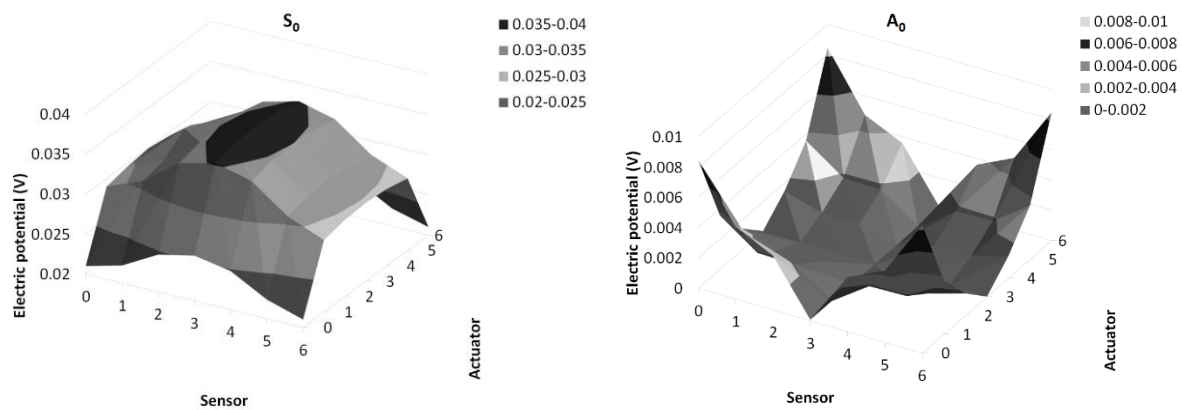 S0
0.035-0.04
0.03-0.035
0.025-0.03
0.02-0.025
0.04
0.035
0.03
0.025
0.02
Electric potential (V)
0 1 2 3 4 5 6
Sensor
0 1 2 3 4 5 6
Actuator
A0
0.008-0.01
0.006-0.008
0.004-0.006
0.002-0.004
0-0.002
0.01
0.008
0.006
0.004
0.002
0
Electric potential (V)
0 1 2 3 4 5 6
Sensor
0 1 2 3 4 5 6
Actuator